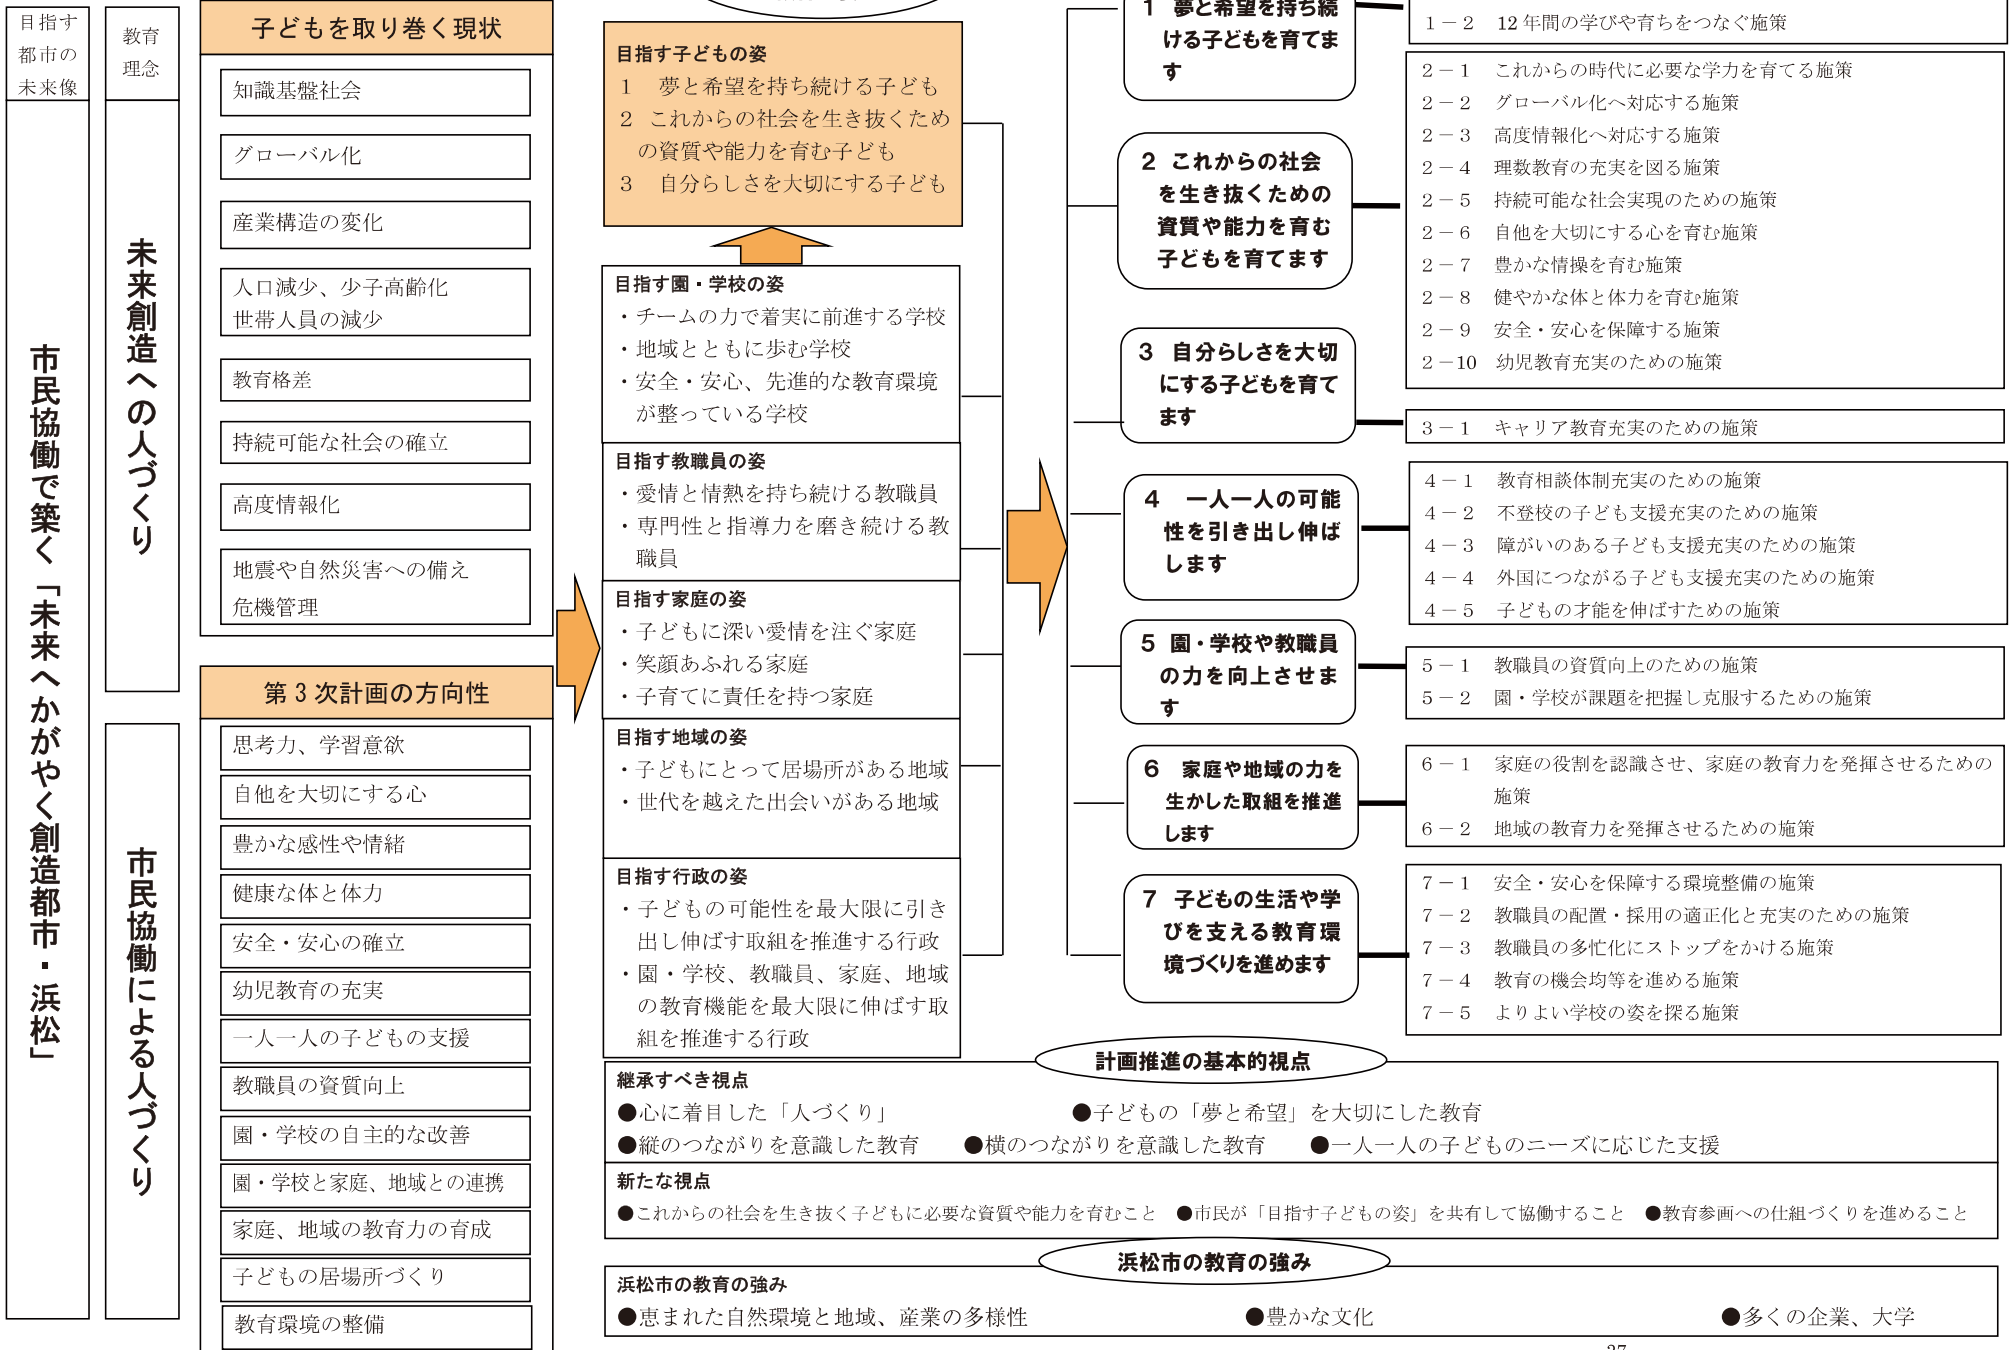 目指す
都市の
未来像
市民協働で築く「未来へかがやく創造都市・浜松」
教育
理念
未来創造への人づくり
市民協働による人づくり
子どもを取り巻く現状
知識基盤社会
グローバル化
産業構造の変化
人口減少、少子高齢化
世帯人員の減少
教育格差
持続可能な社会の確立
高度情報化
地震や自然災害への備え
危機管理
第3次計画の方向性
思考力、学習意欲
自他を大切にする心
豊かな感性や情緒
健康な体と体力
安全・安心の確立
幼児教育の充実
一人一人の子どもの支援
教職員の資質向上
園・学校の自主的な改善
園・学校と家庭、地域との連携
家庭、地域の教育力の育成
子どもの居場所づくり
教育環境の整備
目指す子どもの姿
1 夢と希望を持ち続ける子ども
2 これからの社会を生き抜くため
の資質や能力を育む子ども
3 自分らしさを大切にする子ども
目指す園・学校の姿
・チームの力で着実に前進する学校
・地域とともに歩む学校
・安全・安心、先進的な教育環境
が整っている学校
目指す教職員の姿
・愛情と情熱を持ち続ける教職員
・専門性と指導力を磨き続ける教
職員
目指す家庭の姿
・子どもに深い愛情を注ぐ家庭
・笑顔あふれる家庭
・子育てに責任を持つ家庭
目指す地域の姿
・子どもにとって居場所がある地域
・世代を越えた出会いがある地域
目指す行政の姿
・子どもの可能性を最大限に引き
出し伸ばす取組を推進する行政
・園・学校、教職員、家庭、地域
の教育機能を最大限に伸ばす取
組を推進する行政
1 夢と希望を持ち続
ける子どもを育てま
す
2 これからの社会
を生き抜くための
資質や能力を育む
子どもを育てます
3 自分らしさを大切
にする子どもを育て
ます
4 一人一人の可能
性を引き出し伸ば
します
5 園・学校や教職員
の力を向上させま
す
6 家庭や地域の力を
生かした取組を推進
します
7 子どもの生活や学
びを支える教育環
境づくりを進めます
1－2 12年間の学びや育ちをつなぐ施策
2－1 これからの時代に必要な学力を育てる施策
2－2 グローバル化へ対応する施策
2－3 高度情報化へ対応する施策
2－4 理数教育の充実を図る施策
2－5 持続可能な社会実現のための施策
2－6 自他を大切にする心を育む施策
2－7 豊かな情操を育む施策
2－8 健やかな体と体力を育む施策
2－9 安全・安心を保障する施策
2－10 幼児教育充実のための施策
3－1 キャリア教育充実のための施策
4－1 教育相談体制充実のための施策
4－2 不登校の子ども支援充実のための施策
4－3 障がいのある子ども支援充実のための施策
4－4 外国につながる子ども支援充実のための施策
4－5 子どもの才能を伸ばすための施策
5－1 教職員の資質向上のための施策
5－2 園・学校が課題を把握し克服するための施策
6－1 家庭の役割を認識させ、家庭の教育力を発揮させるための
施策
6－2 地域の教育力を発揮させるための施策
7－1 安全・安心を保障する環境整備の施策
7－2 教職員の配置・採用の適正化と充実のための施策
7－3 教職員の多忙化にストップをかける施策
7－4 教育の機会均等を進める施策
7－5 よりよい学校の姿を探る施策
計画推進の基本的視点
継承すべき視点
●心に着目した「人づくり」 ●子どもの「夢と希望」を大切にした教育
●縦のつながりを意識した教育 ●横のつながりを意識した教育 ●一人一人の子どものニーズに応じた支援
新たな視点
●これからの社会を生き抜く子どもに必要な資質や能力を育むこと ●市民が「目指す子どもの姿」を共有して協働すること ●教育参画への仕組づくりを進めること
浜松市の教育の強み
浜松市の教育の強み
●恵まれた自然環境と地域、産業の多様性 ●豊かな文化 ●多くの企業、大学